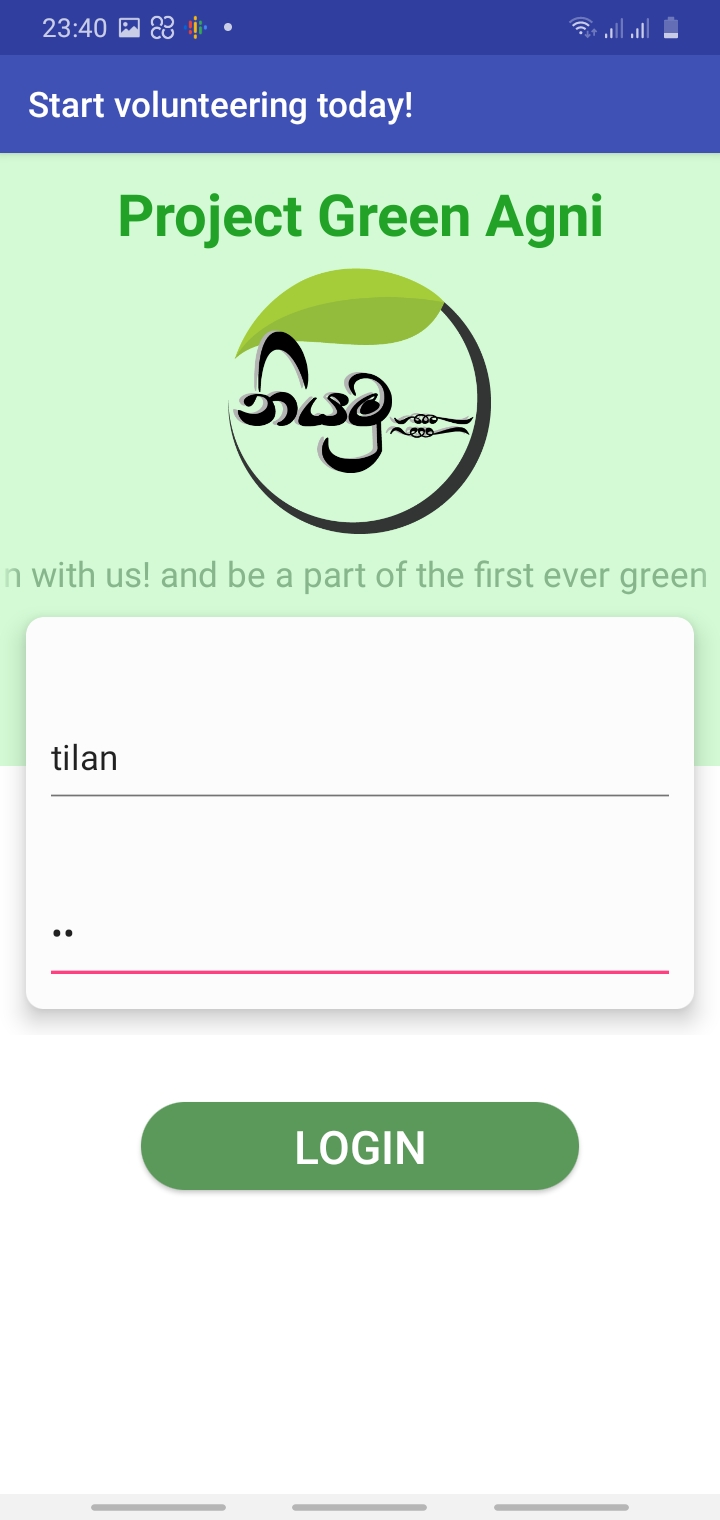 23:40
Start volunteering today!
Project Green Agni
නියමු
n with us! and be a part of the first ever green
tilan
••
LOGIN